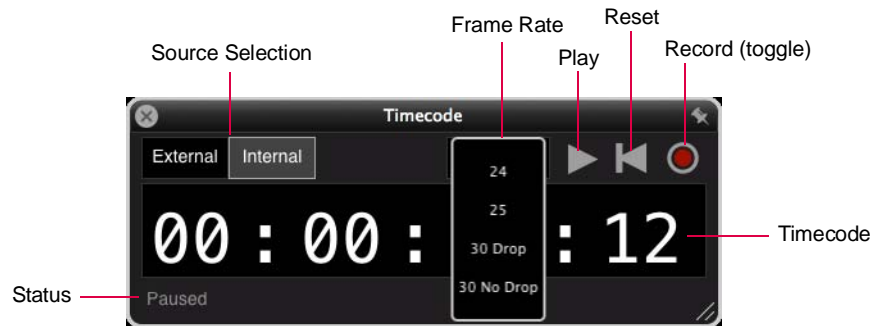 Reset
Frame Rate
Record (toggle)
Source Selection
Play
Timecode
External
Internal
24
25
30 Drop
30 No Drop
00 : 00 : : 12
Timecode
Status
Paused